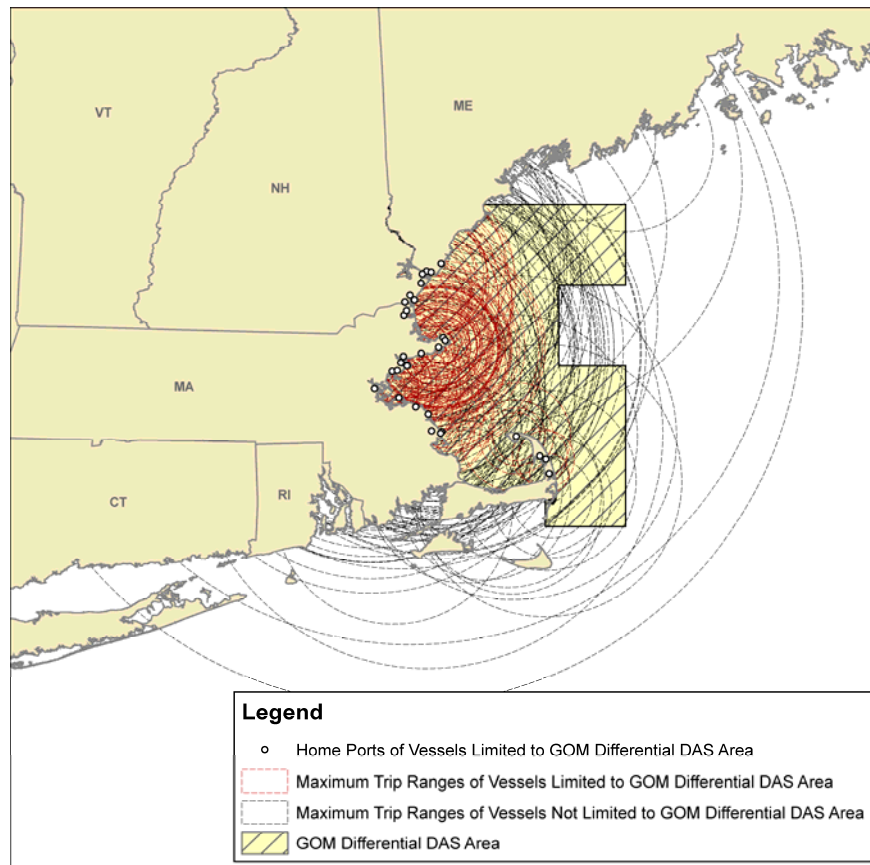 ME
VT
NH
MA
CT
RI
Legend
Home Ports of Vessels Limited to GOM Differential DAS Area
Maximum Trip Ranges of Vessels Limited to GOM Differential DAS Area
Maximum Trip Ranges of Vessels Not Limited to GOM Differential DAS Area
GOM Differential DAS Area